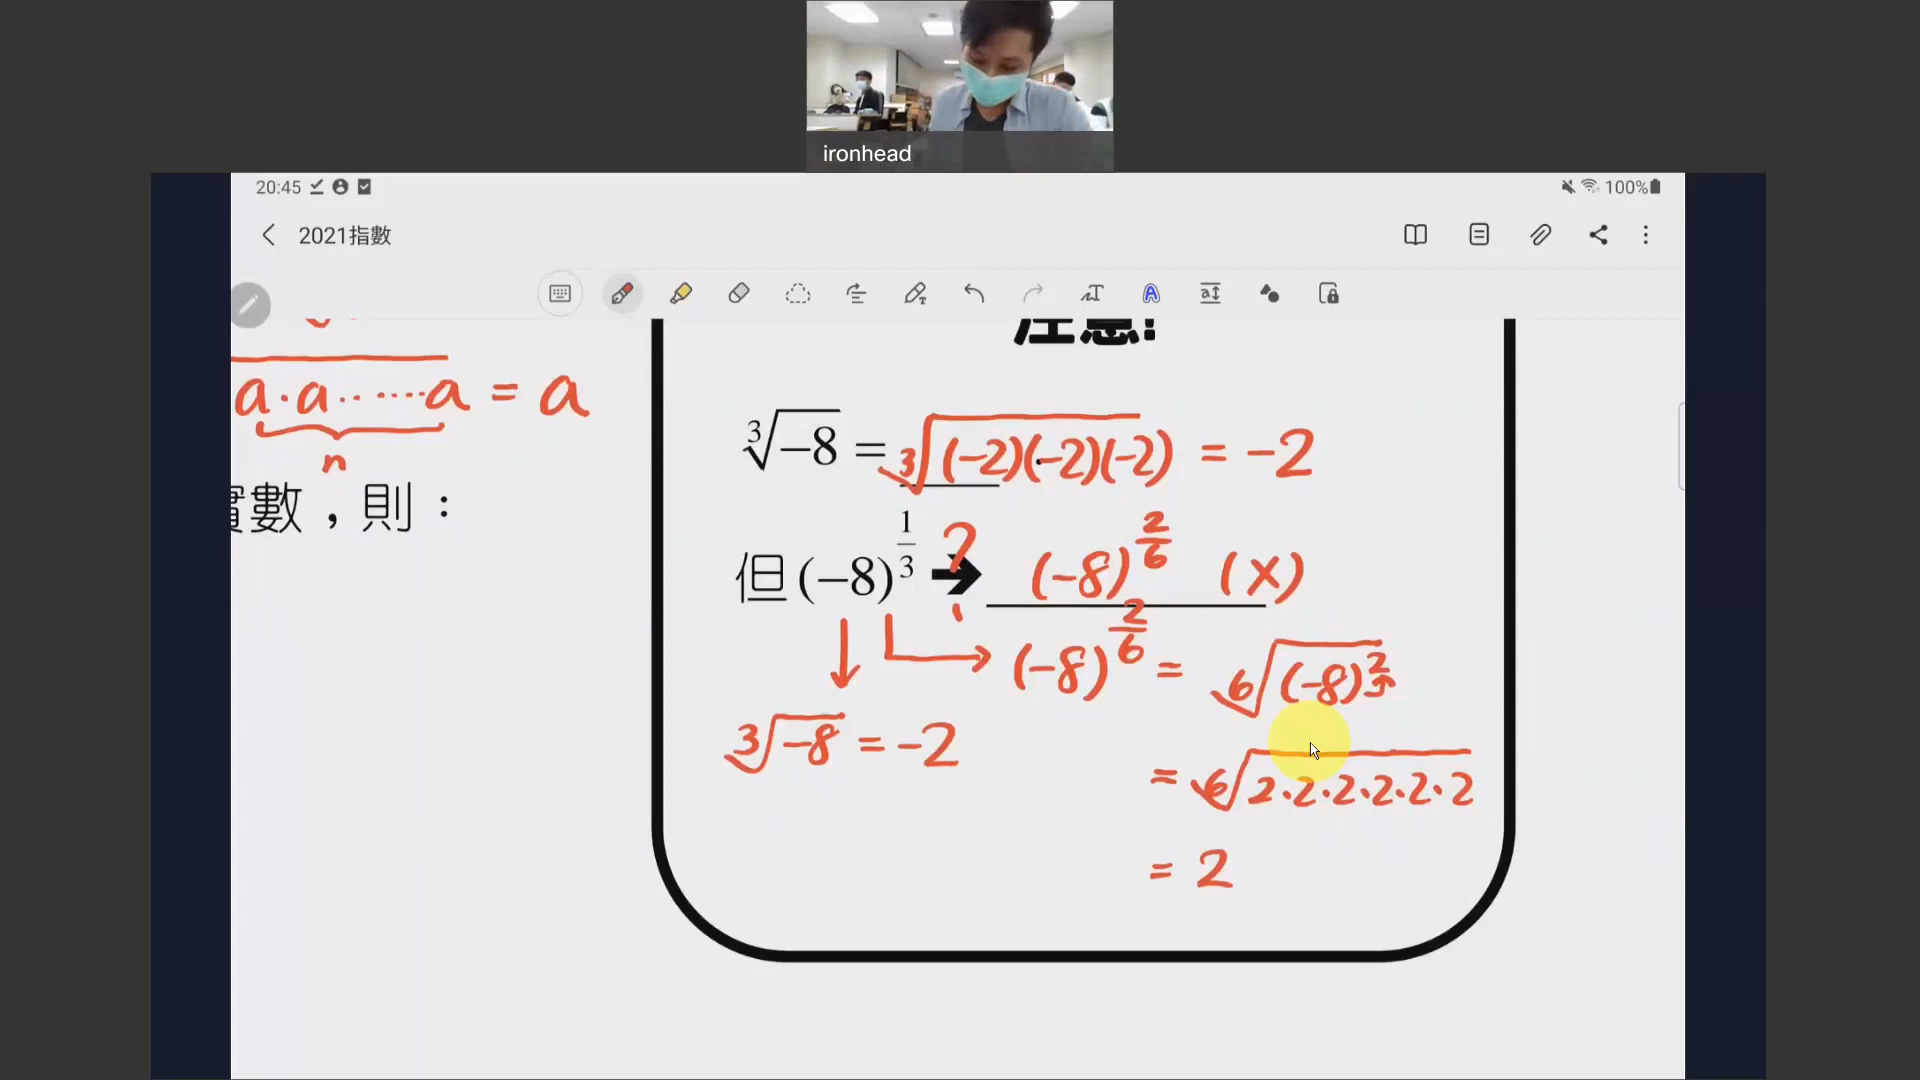 ironhead
20:45 100%
2021指數
注意!
a·a·····a = a
n
實數，則：
∛−8 = ∛(−2)(−2)(−2) = −2
但 (−8)^(1/3) → ? (−8)^(2/6) (×)
(−8)^(2/6) = ⁶√(−8)²
∛−8 = −2
= ⁶√2·2·2·2·2·2
= 2